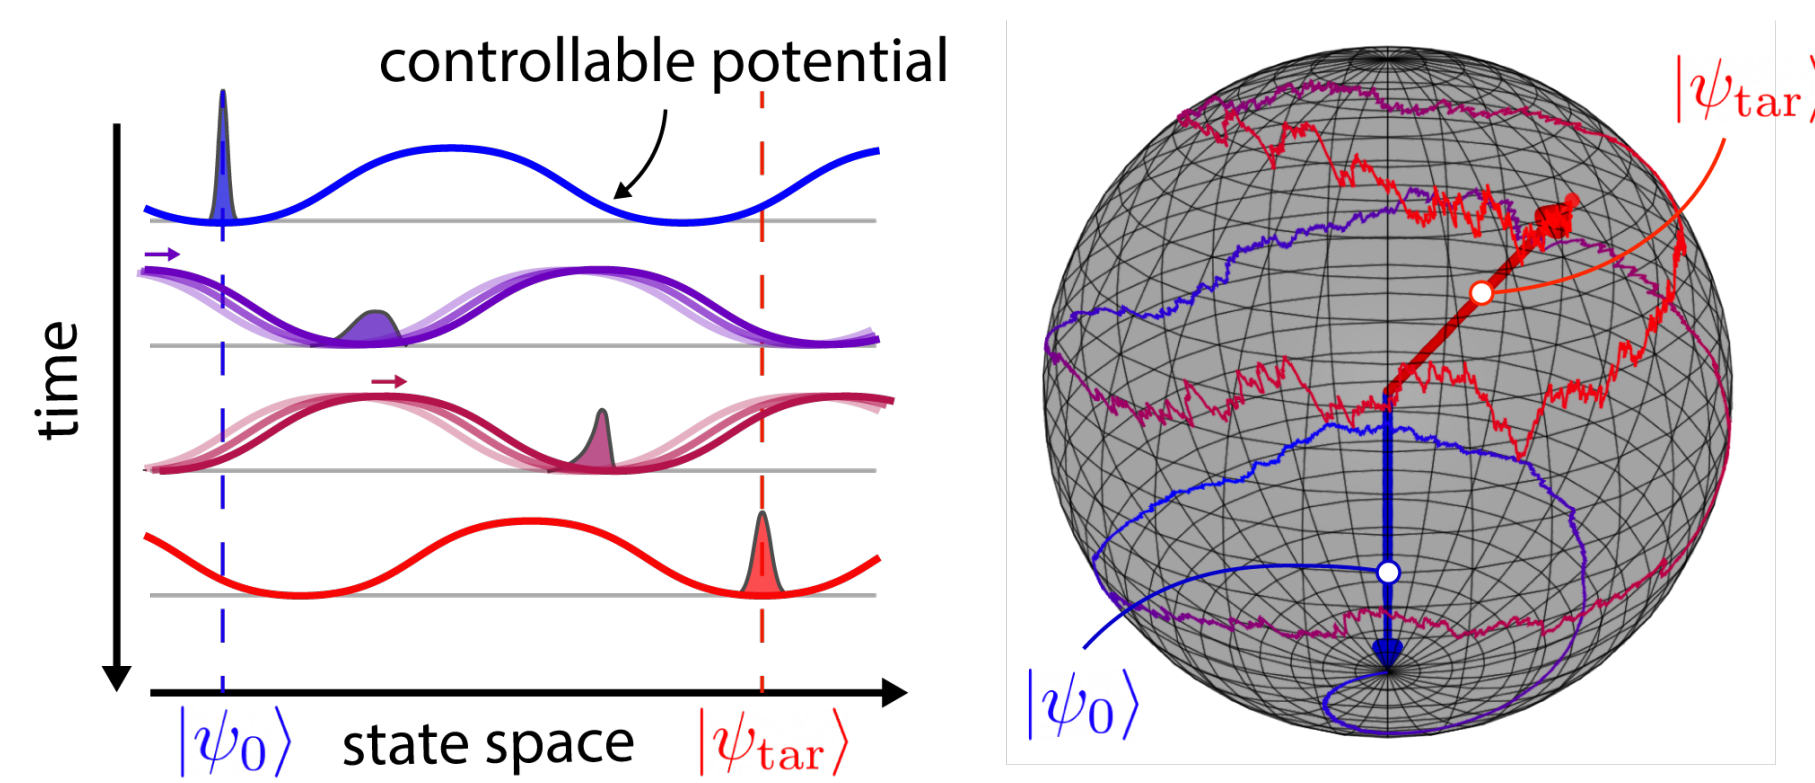 controllable potential
time
|ψ₀⟩
state space
|ψₜₐᵣ⟩
|ψₜₐᵣ⟩
|ψ₀⟩